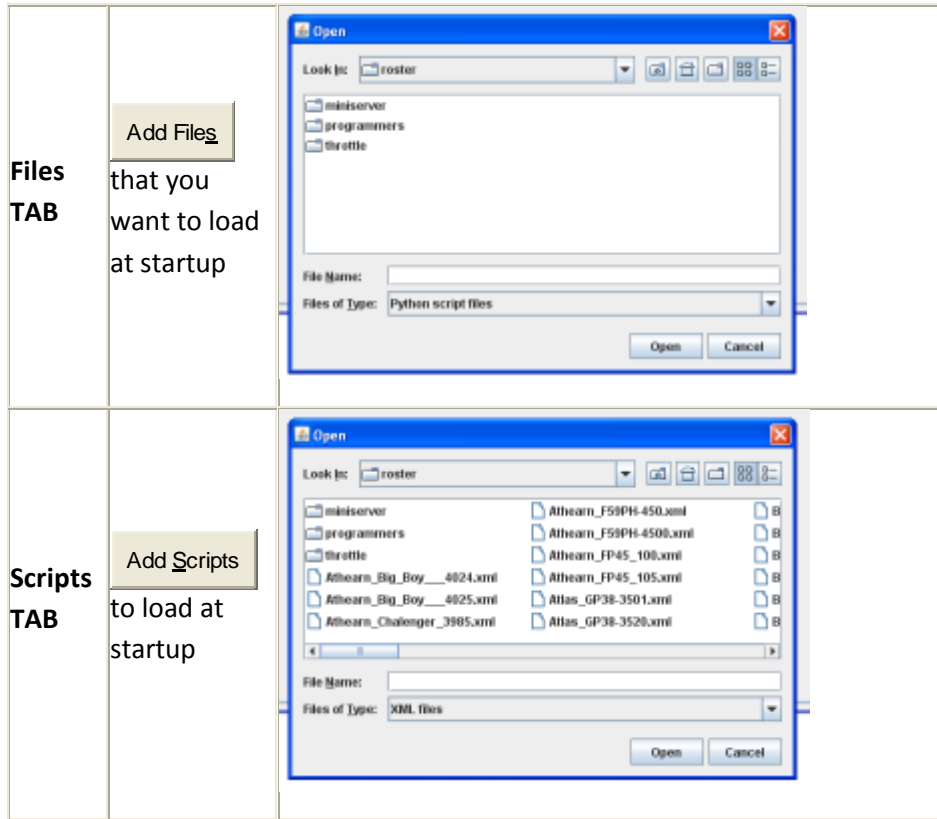 Files
TAB
Add Files
that you
want to load
at startup
Open
Look In: roster
miniserver
programmers
throttle
File Name:
Files of Type: Python script files
Open Cancel
Scripts
TAB
Add Scripts
to load at
startup
Open
Look In: roster
miniserver Athearn_F59PH-450.xml B
programmers Athearn_F59PH-4500.xml B
throttle Athearn_FP45_100.xml B
Athearn_Big_Boy___4024.xml Athearn_FP45_105.xml B
Athearn_Big_Boy___4025.xml Atlas_GP38-3501.xml B
Athearn_Chalenger_3985.xml Atlas_GP38-3520.xml B
File Name:
Files of Type: XML files
Open Cancel